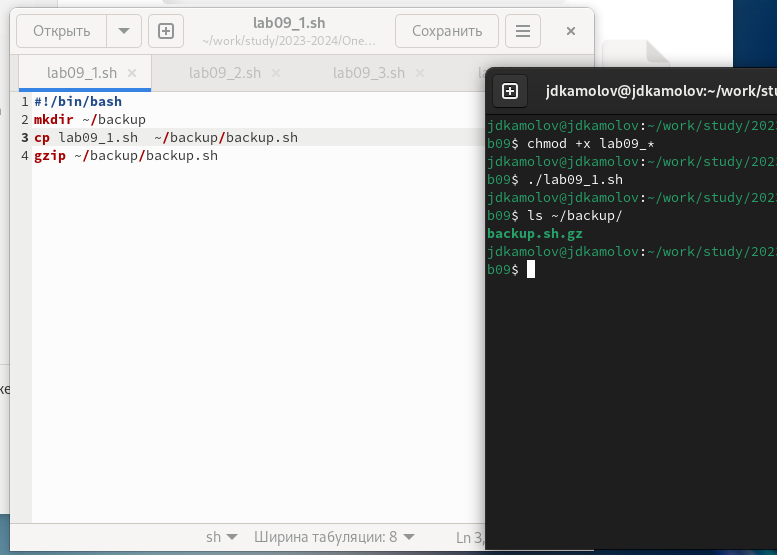 Открыть
lab09_1.sh
~/work/study/2023-2024/One…
Сохранить
lab09_1.sh
lab09_2.sh
lab09_3.sh
1 #!/bin/bash
2 mkdir ~/backup
3 cp lab09_1.sh  ~/backup/backup.sh
4 gzip ~/backup/backup.sh
sh
Ширина табуляции: 8
Ln 3,
jdkamolov@jdkamolov:~/work/stu
jdkamolov@jdkamolov:~/work/study/202
b09$ chmod +x lab09_*
jdkamolov@jdkamolov:~/work/study/202
b09$ ./lab09_1.sh
jdkamolov@jdkamolov:~/work/study/202
b09$ ls ~/backup/
backup.sh.gz
jdkamolov@jdkamolov:~/work/study/202
b09$